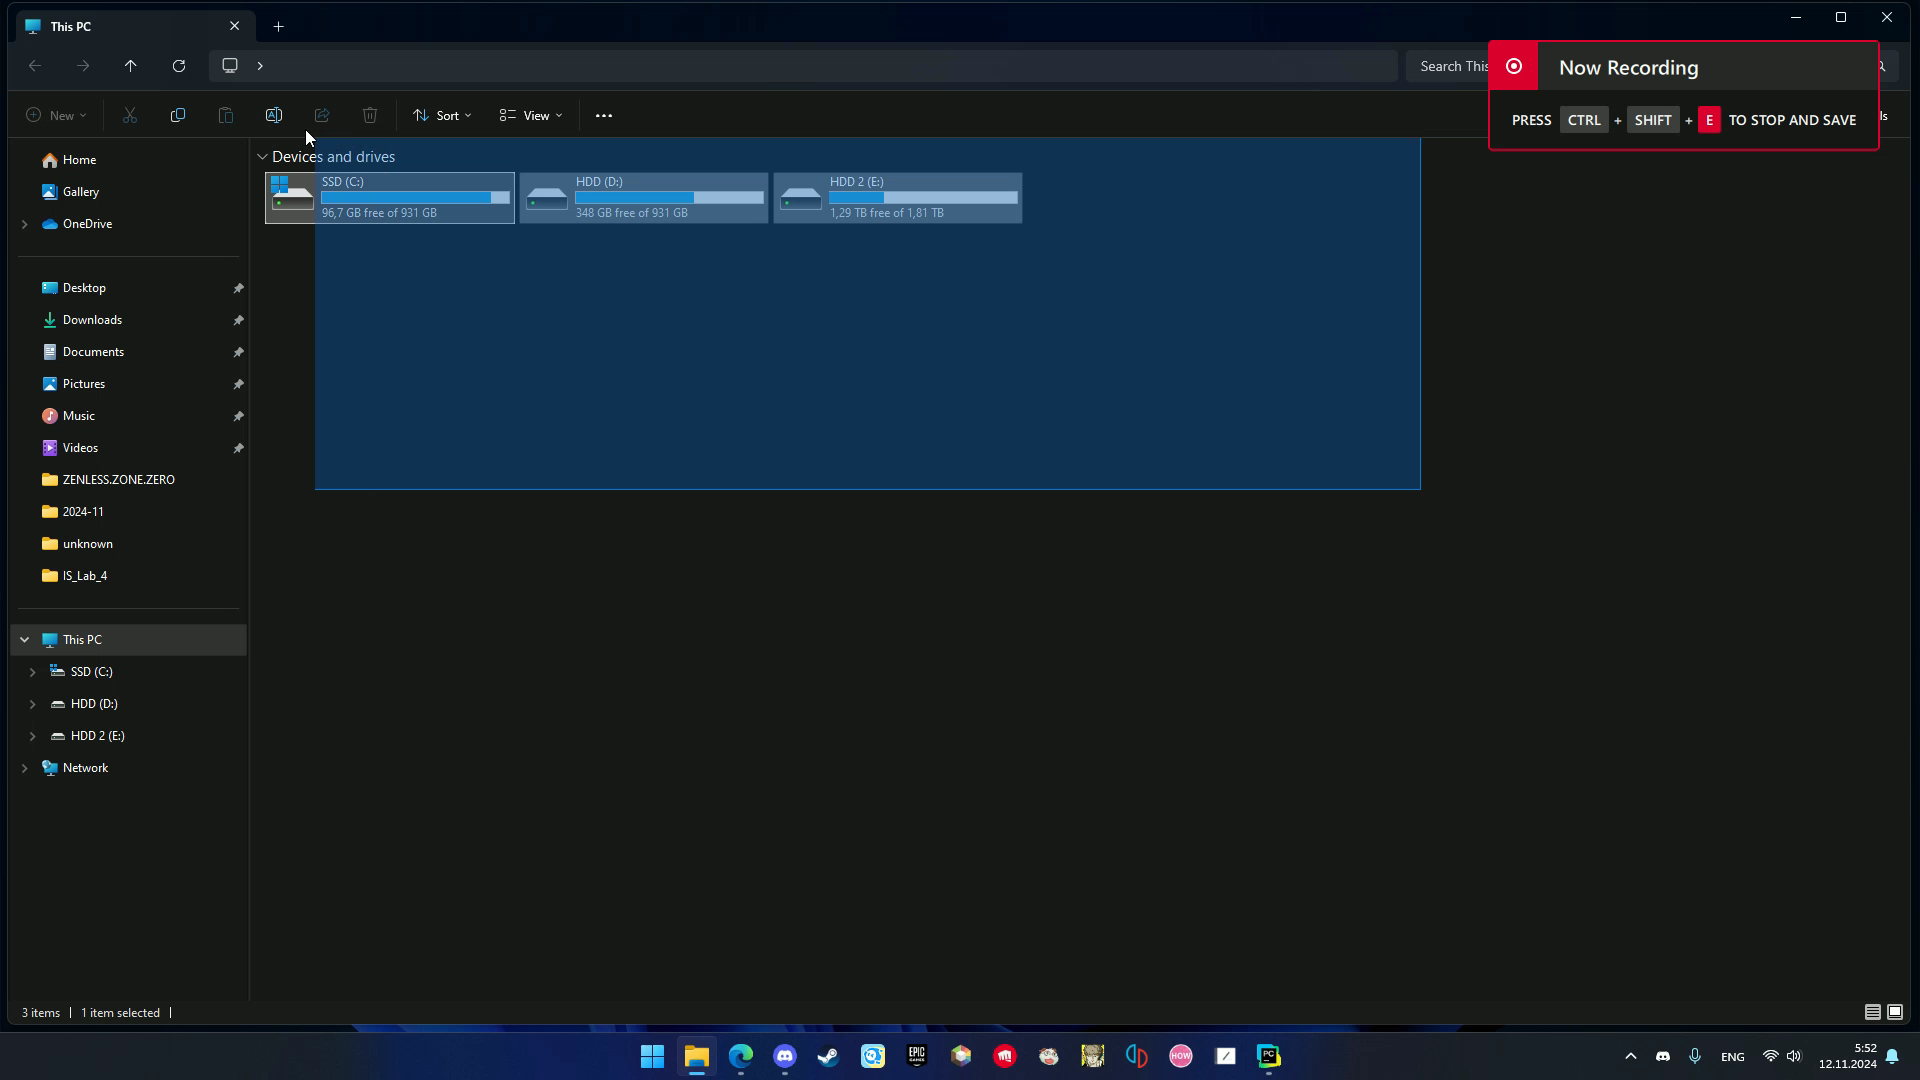 This PC
Search This
Now Recording
PRESS CTRL + SHIFT + E TO STOP AND SAVE
New
Sort
View
Home
Gallery
OneDrive
Desktop
Downloads
Documents
Pictures
Music
Videos
ZENLESS.ZONE.ZERO
2024-11
unknown
IS_Lab_4
This PC
SSD (C:)
HDD (D:)
HDD 2 (E:)
Network
Devices and drives
SSD (C:)
96,7 GB free of 931 GB
HDD (D:)
348 GB free of 931 GB
HDD 2 (E:)
1,29 TB free of 1,81 TB
3 items
1 item selected
EPIC
GAMES
HOW
PC
ENG
5:52
12.11.2024